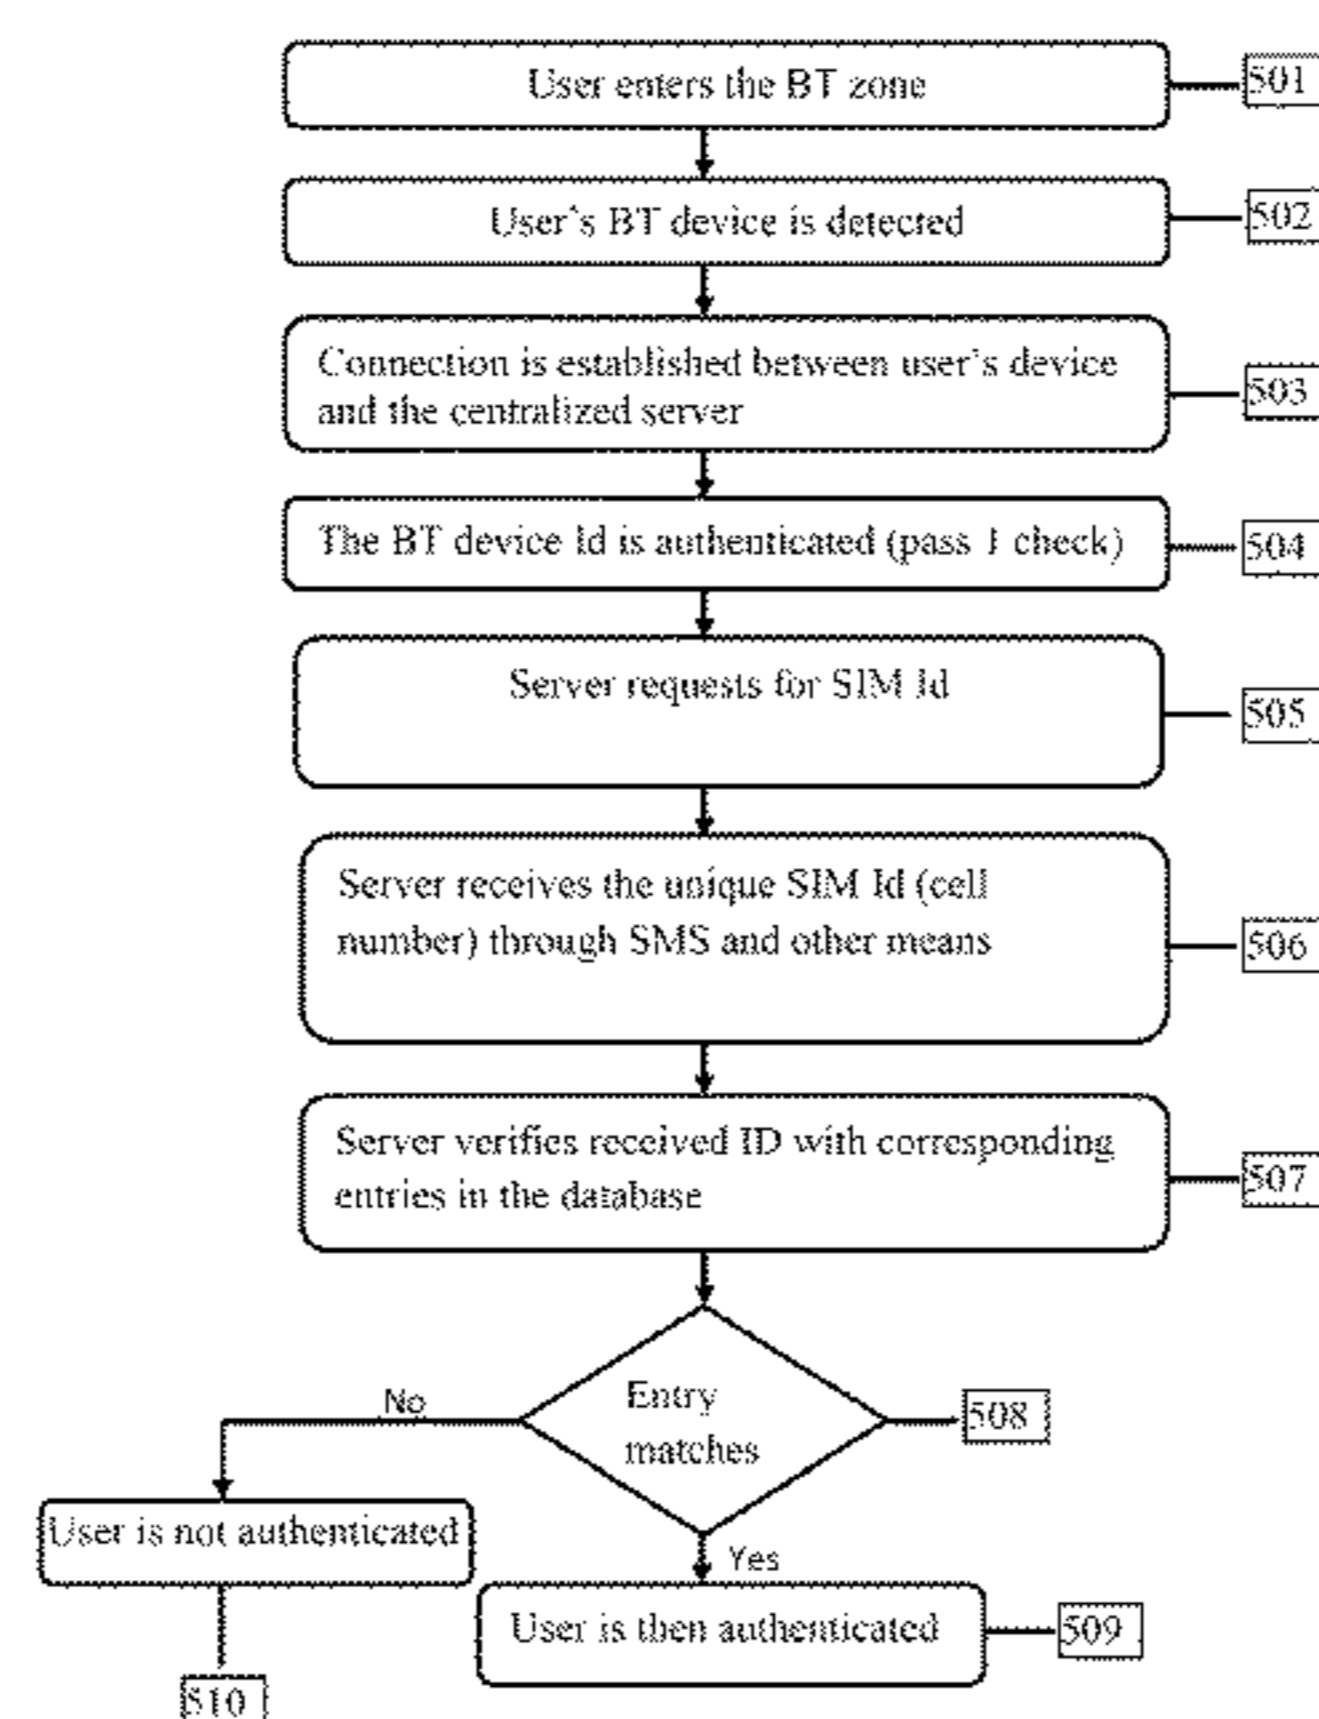 User enters the BT zone
501
User's BT device is detected
502
Connection is established between user's device
and the centralized server
503
The BT device Id is authenticated (pass 1 check)
504
Server requests for SIM Id
505
Server receives the unique SIM Id (cell
number) through SMS and other means
506
Server verifies received ID with corresponding
entries in the database
507
Entry
matches
508
No
User is not authenticated
510
Yes
User is then authenticated
509